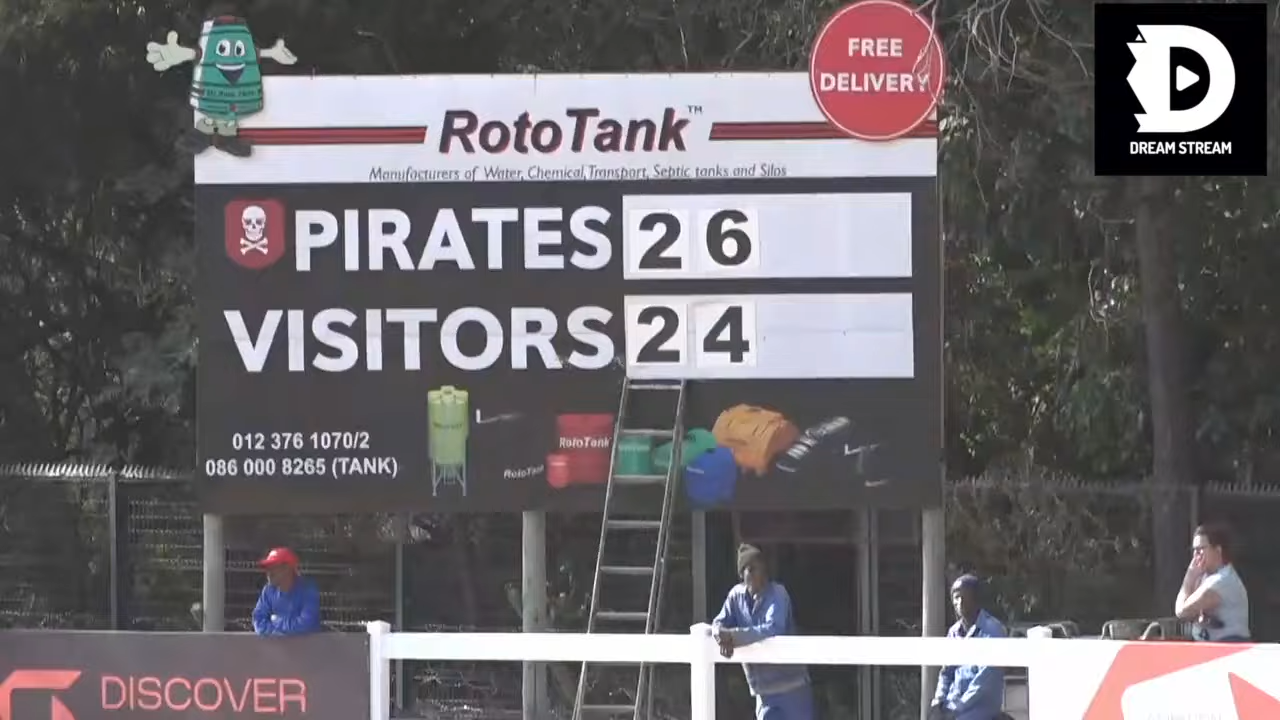 FREE
DELIVERY
RotoTank™
Manufacturers of Water, Chemical, Transport, Septic tanks and Silos
PIRATES 26
VISITORS 24
012 376 1070/2
086 000 8265 (TANK)
RotoTank
RotoTank
DISCOVER
D
DREAM STREAM